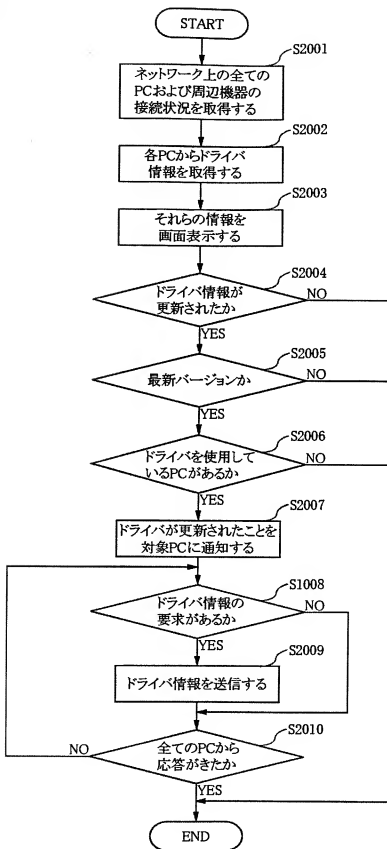 START
S2001
ネットワーク上の全ての
PCおよび周辺機器の
接続状況を取得する
S2002
各PCからドライバ
情報を取得する
S2003
それらの情報を
画面表示する
S2004
ドライバ情報が
更新されたか
NO
YES
S2005
最新バージョンか
NO
YES
S2006
ドライバを使用して
いるPCがあるか
NO
YES
S2007
ドライバが更新されたことを
対象PCに通知する
S1008
ドライバ情報の
要求があるか
NO
YES
S2009
ドライバ情報を送信する
S2010
全てのPCから
応答がきたか
NO
YES
END